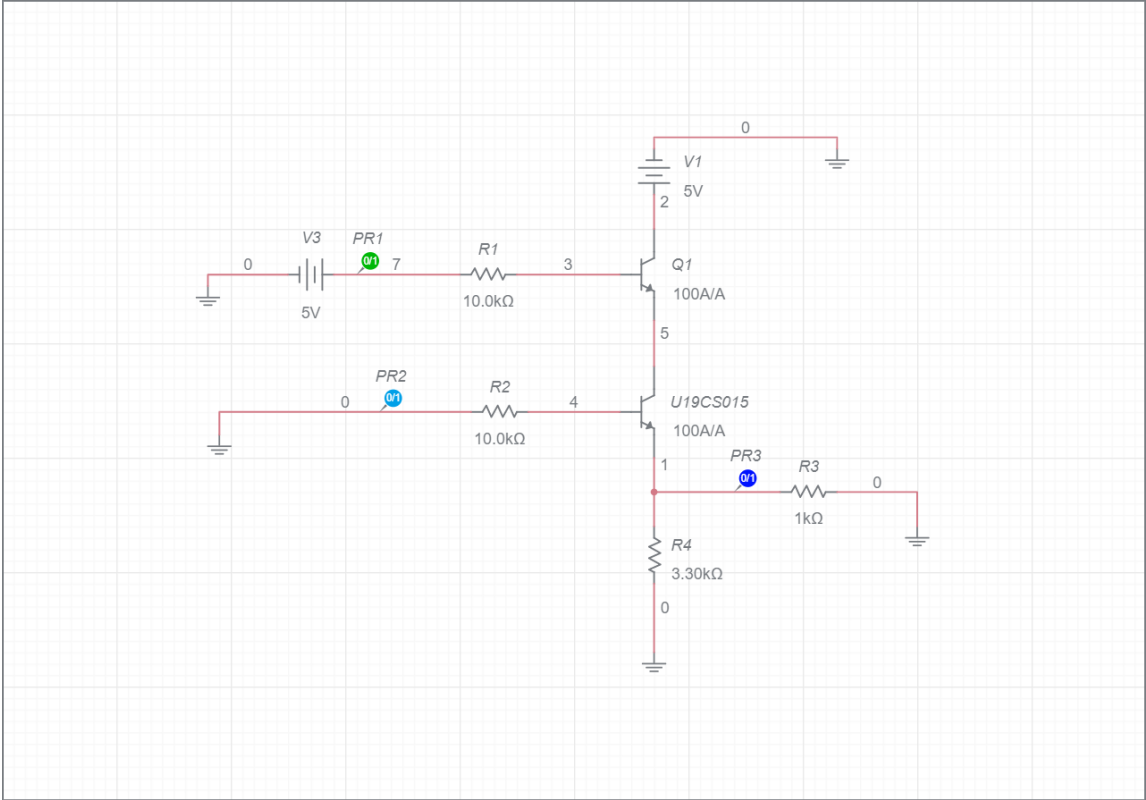 0
V1
5V
2
V3
PR1
0/1
0
7
R1
3
Q1
10.0kΩ
100A/A
5V
5
PR2
0/1
0
R2
4
U19CS015
10.0kΩ
100A/A
1
PR3
0/1
R3
0
1kΩ
R4
3.30kΩ
0